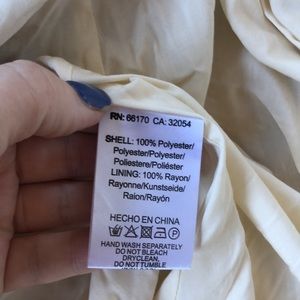 RN: 66170 CA: 32054
SHELL: 100% Polyester/
Polyester/Polyester/
Poliestere/Poliéster
LINING: 100% Rayon/
Rayonne/Kunstseide/
Raion/Rayón/
HECHO EN CHINA
HAND WASH SEPARATELY
DO NOT BLEACH
DRYCLEAN.
DO NOT TUMBLE